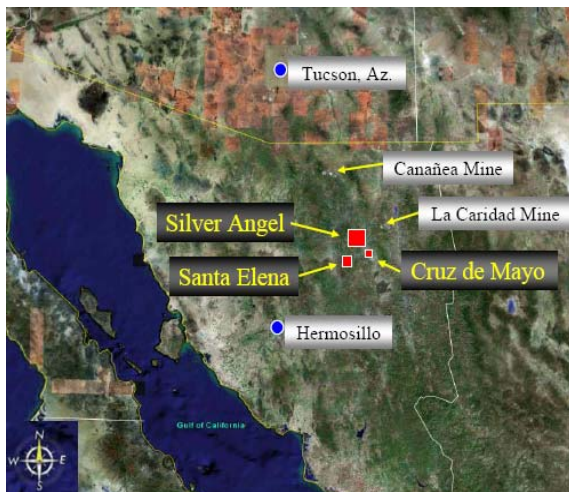 Tucson, Az.
Canañea Mine
La Caridad Mine
Silver Angel
Santa Elena
Cruz de Mayo
Hermosillo
Gulf of California
N
W E
S